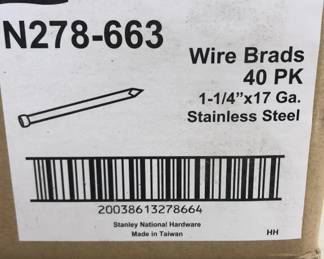 N278-663
Wire Brads
40 PK
1-1/4"x17 Ga.
Stainless Steel
20038613278664
Stanley National Hardware
Made in Taiwan
HH